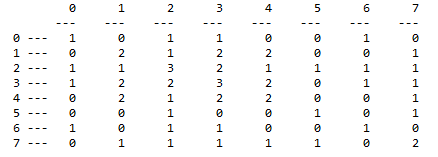 0 1 2 3 4 5 6 7
--- --- --- --- --- --- --- ---
0 --- 1 0 1 1 0 0 1 0
1 --- 0 2 1 2 2 0 0 1
2 --- 1 1 3 2 1 1 1 1
3 --- 1 2 2 3 2 0 1 1
4 --- 0 2 1 2 2 0 0 1
5 --- 0 0 1 0 0 1 0 1
6 --- 1 0 1 1 0 0 1 0
7 --- 0 1 1 1 1 1 0 2